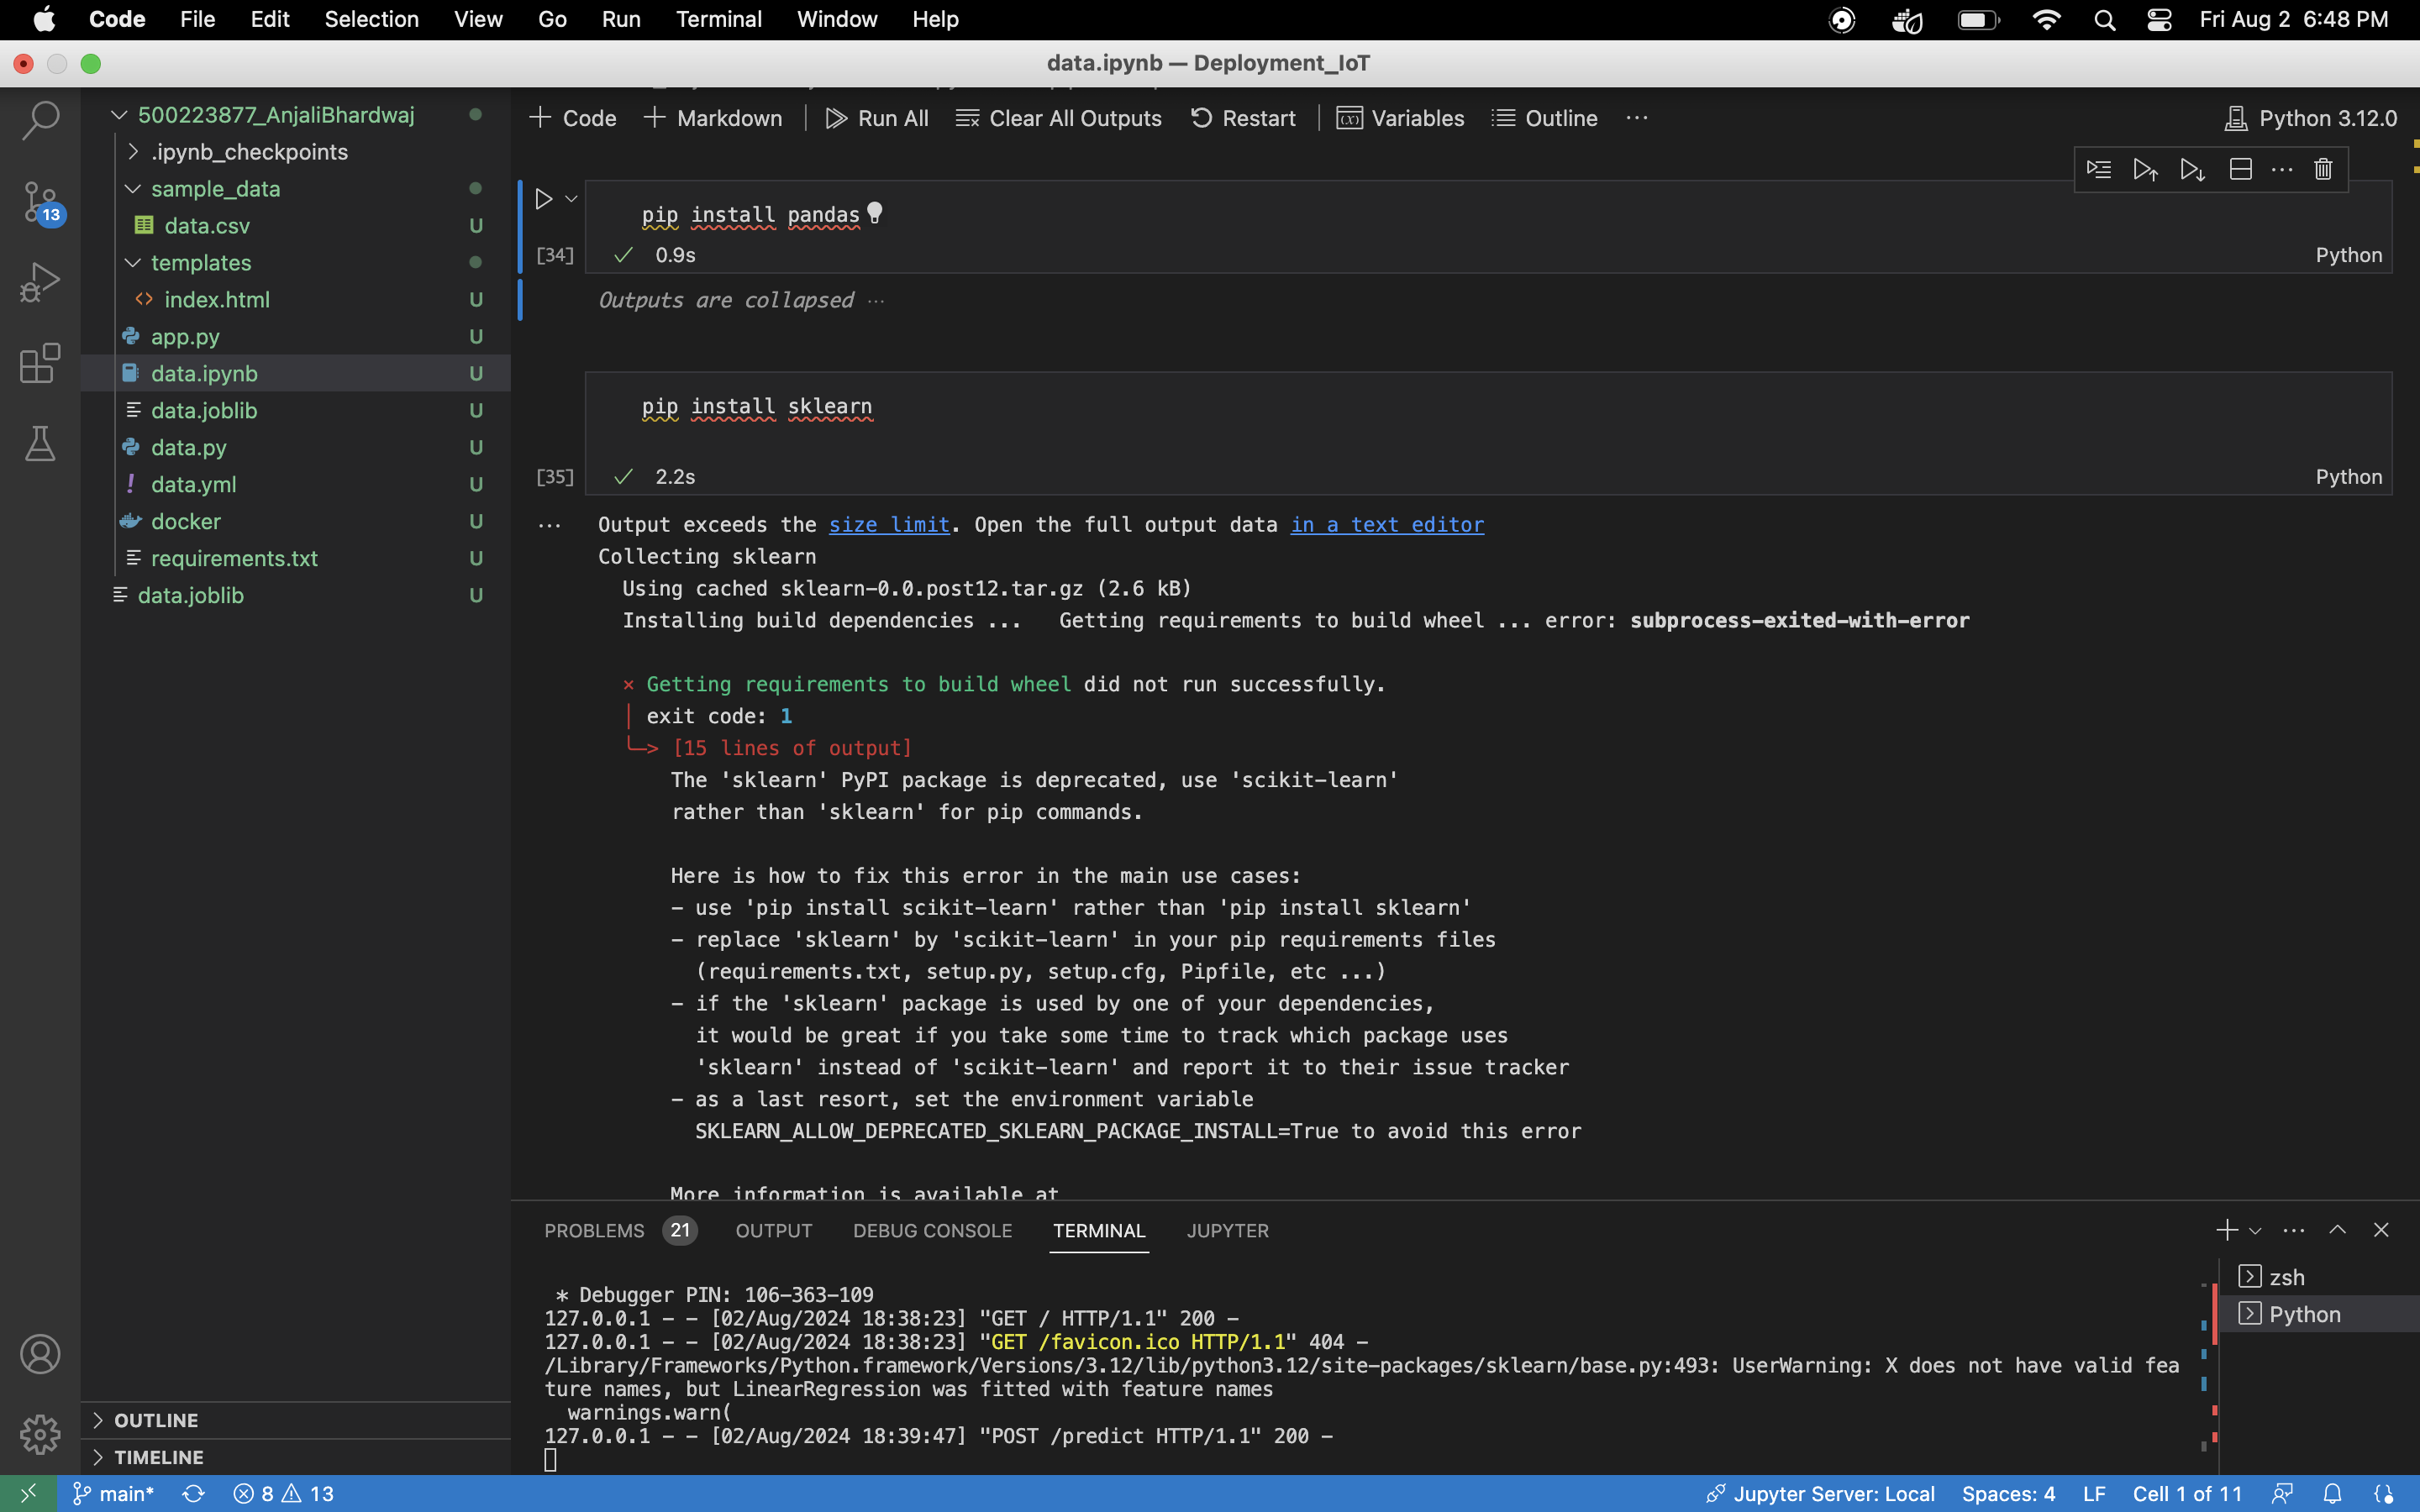 Code File Edit Selection View Go Run Terminal Window Help Fri Aug 2 6:48 PM
data.ipynb — Deployment_IoT
500223877_AnjaliBhardwaj
.ipynb_checkpoints
sample_data
data.csv U
templates
index.html U
app.py U
data.ipynb U
data.joblib U
data.py U
data.yml U
docker U
requirements.txt U
data.joblib U
13
OUTLINE
TIMELINE
Code Markdown Run All Clear All Outputs Restart Variables Outline ... Python 3.12.0
pip install pandas
[34] ✓ 0.9s Python
Outputs are collapsed ...
pip install sklearn
[35] ✓ 2.2s Python
... Output exceeds the size limit. Open the full output data in a text editor
Collecting sklearn
Using cached sklearn-0.0.post12.tar.gz (2.6 kB)
Installing build dependencies ... Getting requirements to build wheel ... error: subprocess-exited-with-error
× Getting requirements to build wheel did not run successfully.
│ exit code: 1
╰─> [15 lines of output]
The 'sklearn' PyPI package is deprecated, use 'scikit-learn'
rather than 'sklearn' for pip commands.
Here is how to fix this error in the main use cases:
- use 'pip install scikit-learn' rather than 'pip install sklearn'
- replace 'sklearn' by 'scikit-learn' in your pip requirements files
(requirements.txt, setup.py, setup.cfg, Pipfile, etc ...)
- if the 'sklearn' package is used by one of your dependencies,
it would be great if you take some time to track which package uses
'sklearn' instead of 'scikit-learn' and report it to their issue tracker
- as a last resort, set the environment variable
SKLEARN_ALLOW_DEPRECATED_SKLEARN_PACKAGE_INSTALL=True to avoid this error
More information is available at
PROBLEMS 21 OUTPUT DEBUG CONSOLE TERMINAL JUPYTER
* Debugger PIN: 106-363-109
127.0.0.1 - - [02/Aug/2024 18:38:23] "GET / HTTP/1.1" 200 -
127.0.0.1 - - [02/Aug/2024 18:38:23] "GET /favicon.ico HTTP/1.1" 404 -
/Library/Frameworks/Python.framework/Versions/3.12/lib/python3.12/site-packages/sklearn/base.py:493: UserWarning: X does not have valid fea
ture names, but LinearRegression was fitted with feature names
warnings.warn(
127.0.0.1 - - [02/Aug/2024 18:39:47] "POST /predict HTTP/1.1" 200 -
zsh
Python
main* 8 13 Jupyter Server: Local Spaces: 4 LF Cell 1 of 11